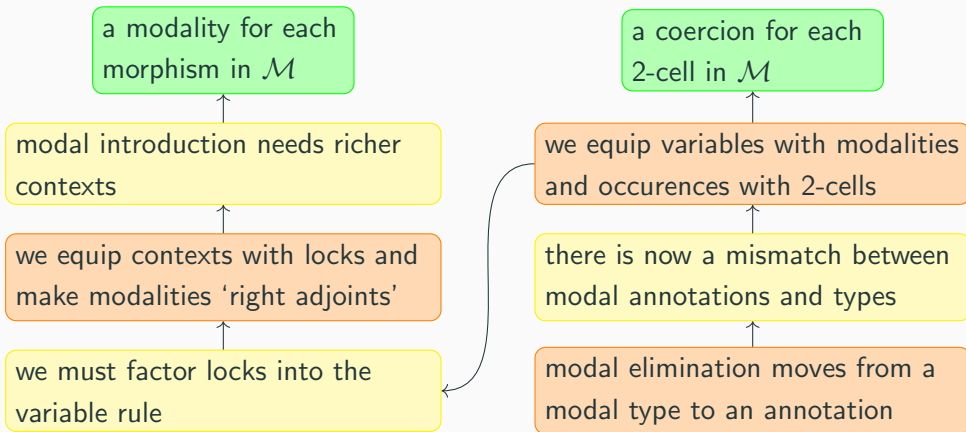 a modality for each
morphism in ℳ
modal introduction needs richer
contexts
we equip contexts with locks and
make modalities ‘right adjoints’
we must factor locks into the
variable rule
a coercion for each
2-cell in ℳ
we equip variables with modalities
and occurences with 2-cells
there is now a mismatch between
modal annotations and types
modal elimination moves from a
modal type to an annotation